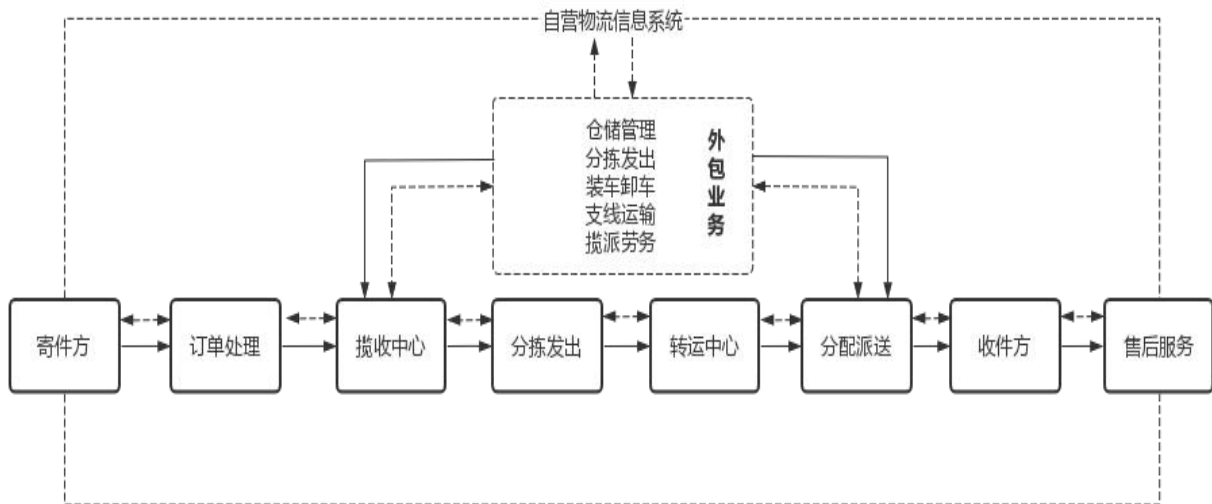 自营物流信息系统
仓储管理
分拣发出
装车卸车
支线运输
揽派劳务
外包业务
寄件方
订单处理
揽收中心
分拣发出
转运中心
分配派送
收件方
售后服务